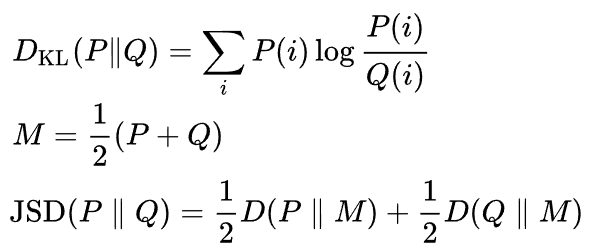 D_KL(P∥Q) = ∑_i P(i) log P(i)/Q(i)
M = 1/2 (P + Q)
JSD(P ∥ Q) = 1/2 D(P ∥ M) + 1/2 D(Q ∥ M)